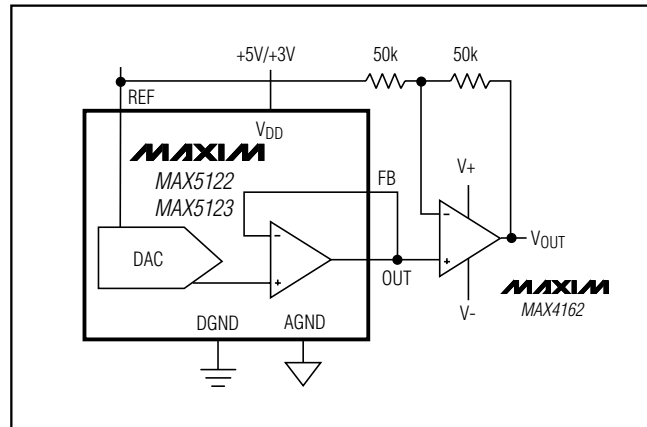 +5V/+3V
50k
50k
REF
VDD
MAXIM
MAX5122
MAX5123
FB
V+
-
-
DAC
+
+
VOUT
OUT
V-
MAXIM
MAX4162
DGND
AGND